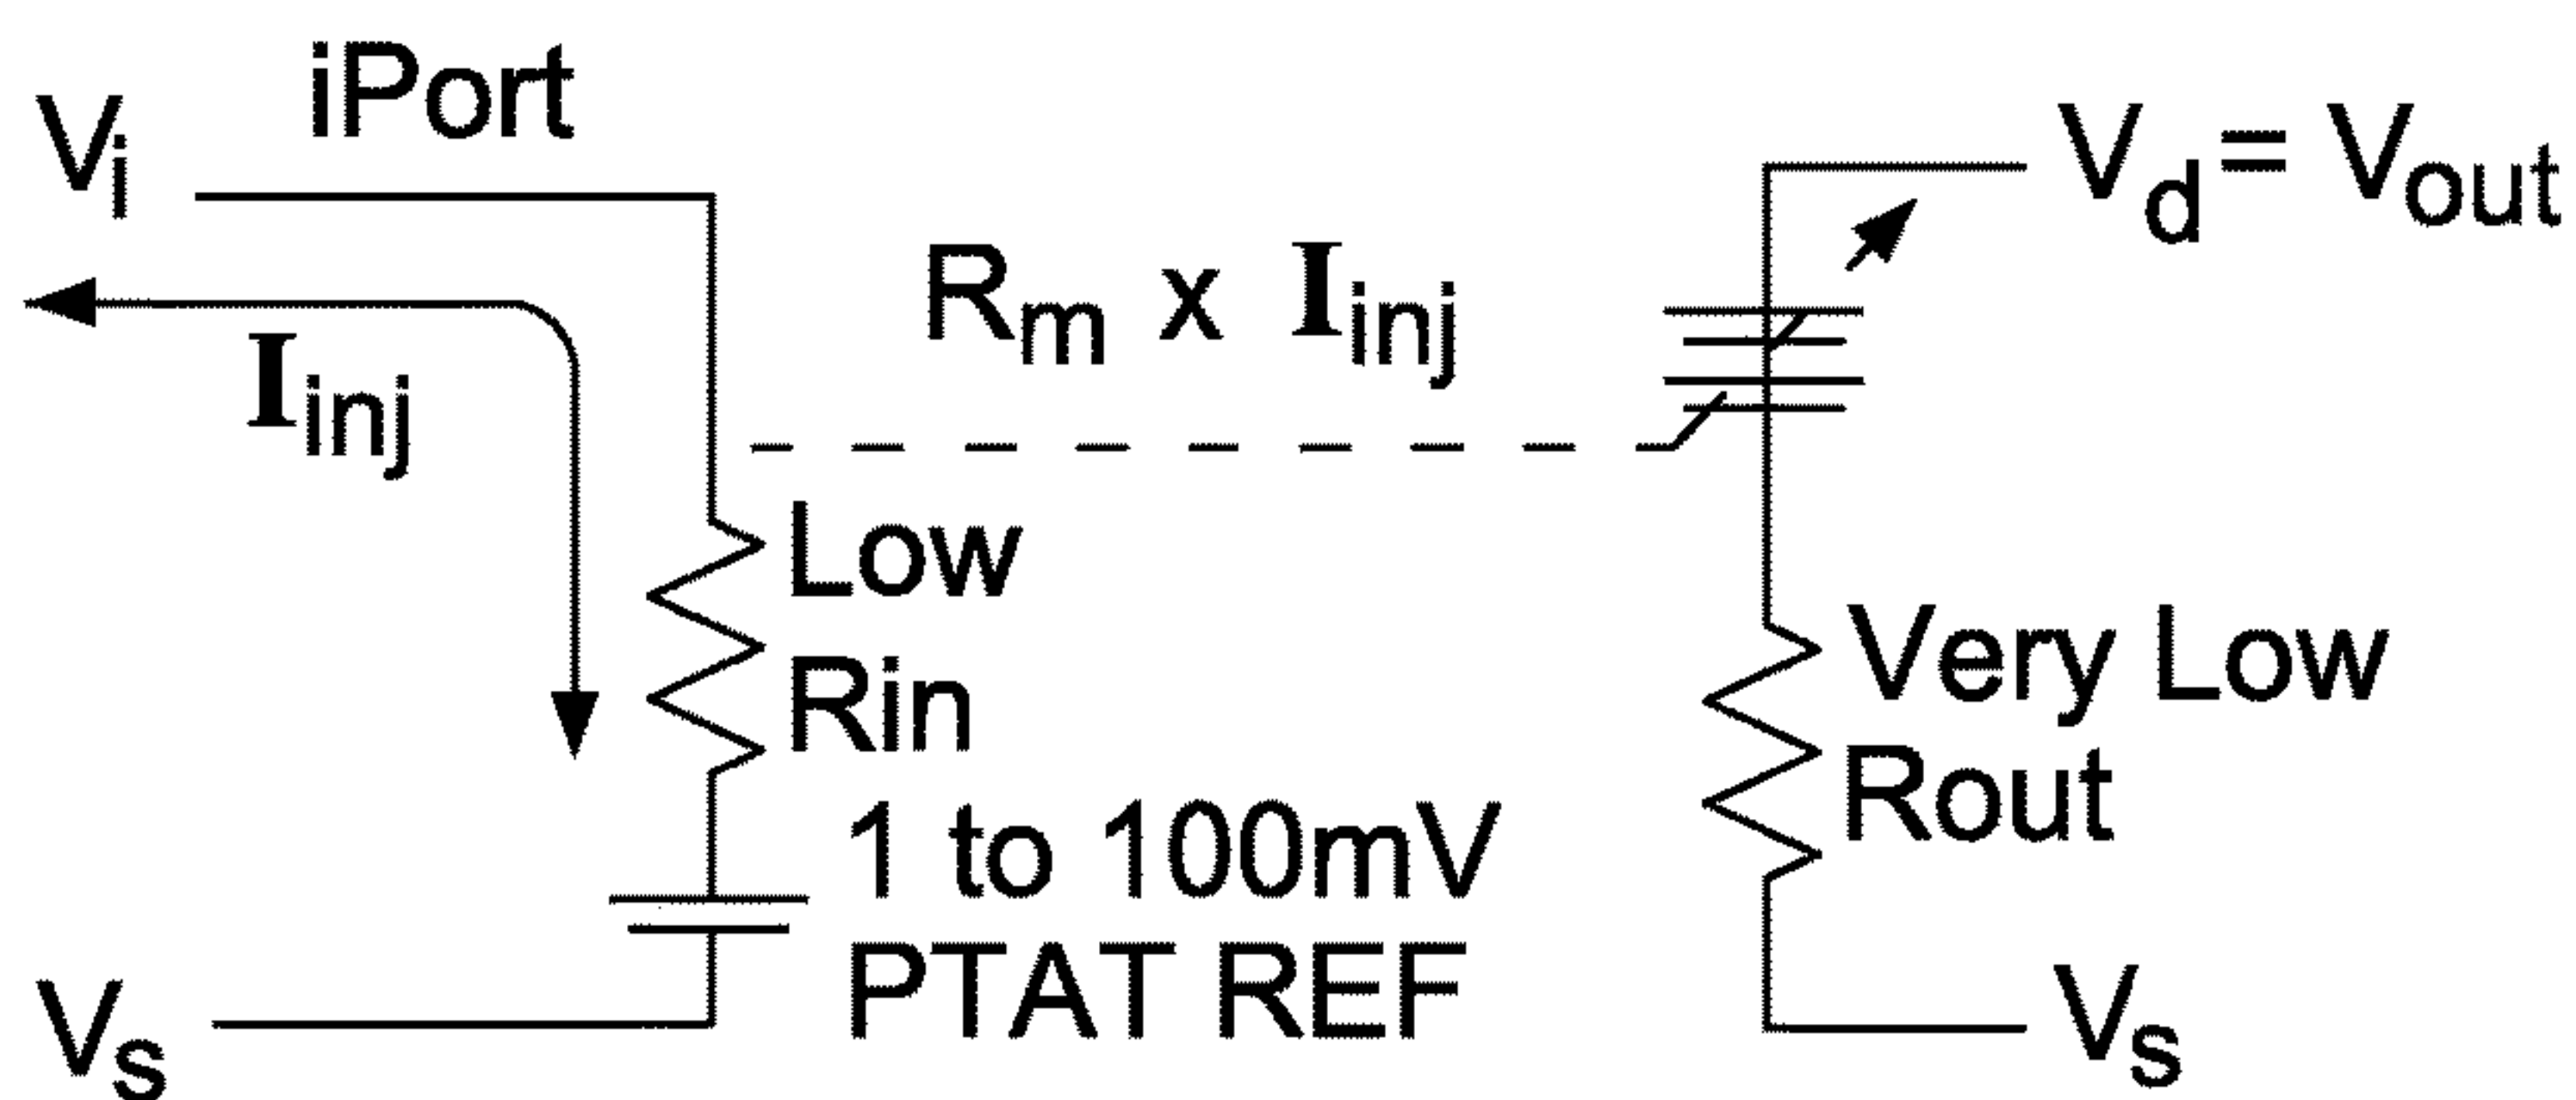 iPort
Vi
Vd = Vout
Rm x Iinj
Iinj
Low
Rin
Very Low
Rout
1 to 100mV
PTAT REF
Vs
Vs